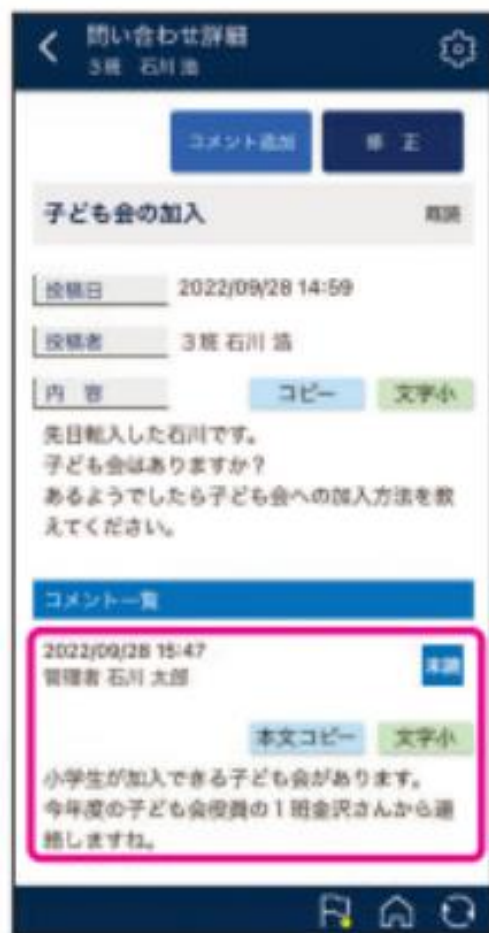 問い合わせ詳細
3班 石川 浩
コメント追加
修 正
子ども会の加入
既読
投稿日
2022/09/28 14:59
投稿者
3班 石川 浩
内 容
コピー
文字小
先日転入した石川です。
子ども会はありますか?
あるようでしたら子ども会への加入方法を教
えてください。
コメント一覧
2022/09/28 15:47
管理者 石川 太郎
未読
本文コピー
文字小
小学生が加入できる子ども会があります。
今年度の子ども会役員の1班金沢さんから連
絡しますね。